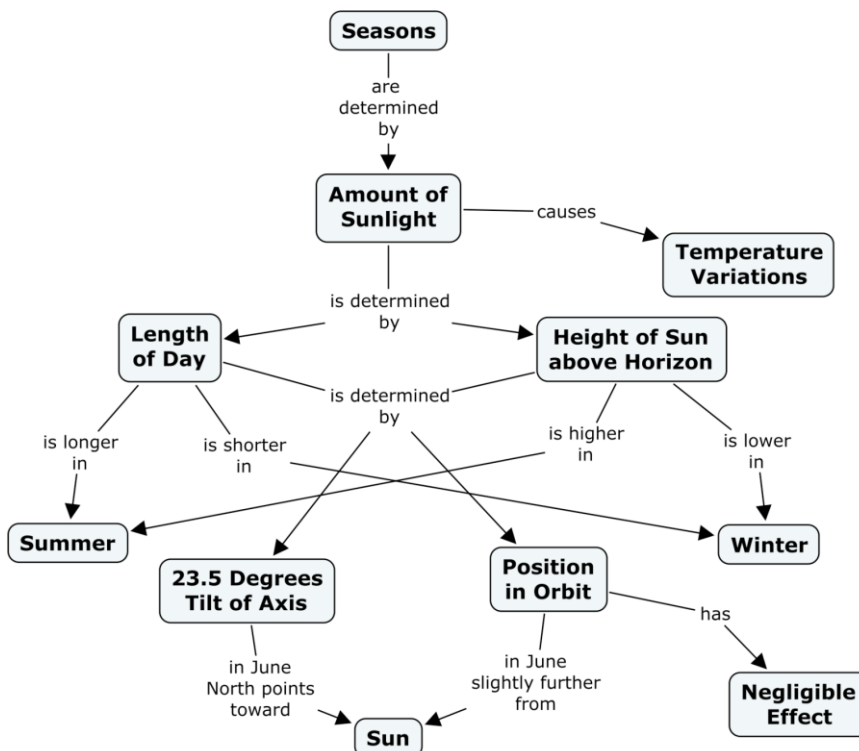 Seasons
are
determined
by
Amount of
Sunlight
causes
Temperature
Variations
is determined
by
Length
of Day
Height of Sun
above Horizon
is determined
by
is longer
in
is shorter
in
is higher
in
is lower
in
Summer
Winter
23.5 Degrees
Tilt of Axis
Position
in Orbit
has
in June
North points
toward
in June
slightly further
from
Negligible
Effect
Sun